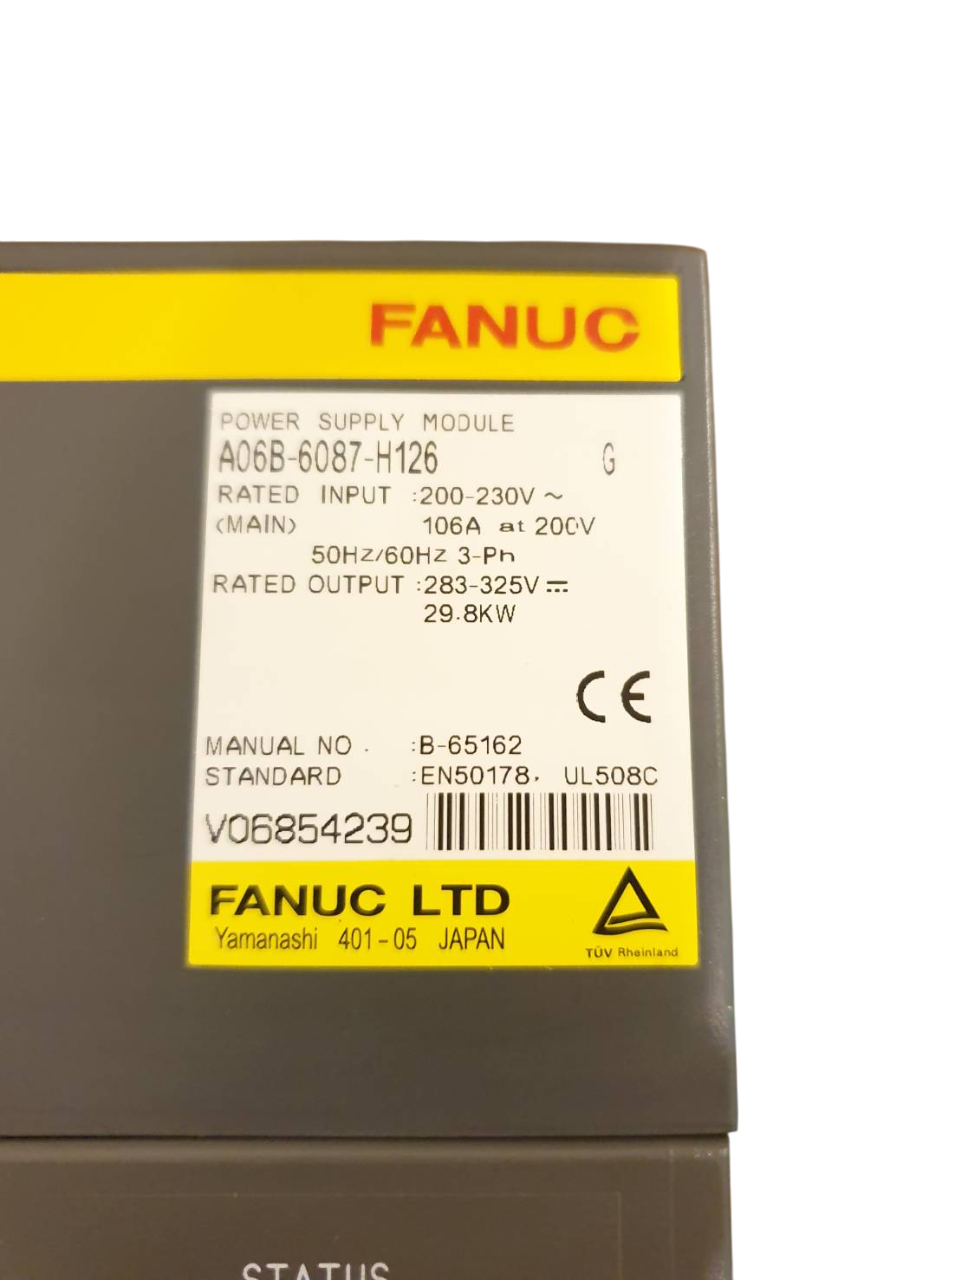 FANUC
POWER SUPPLY MODULE
A06B-6087-H126 G
RATED INPUT :200-230V ~
(MAIN) 106A at 200V
50Hz/60Hz 3-Ph
RATED OUTPUT :283-325V ⎓
29.8KW
CE
MANUAL NO. :B-65162
STANDARD :EN50178, UL508C
V06854239
FANUC LTD
Yamanashi 401-05 JAPAN
TÜV Rheinland
STATUS